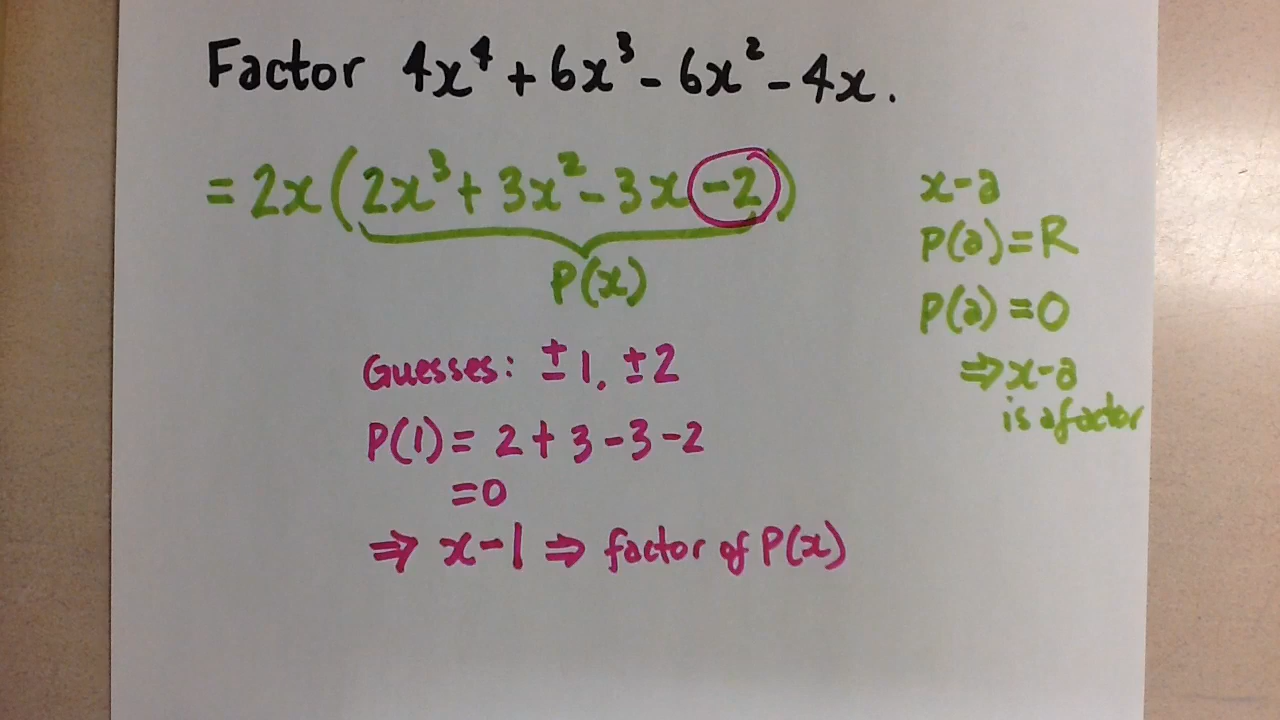 Factor 4x⁴ + 6x³ - 6x² - 4x.
= 2x(2x³ + 3x² - 3x - 2)
P(x)
Guesses: ±1, ±2
P(1) = 2 + 3 - 3 - 2
= 0
⇒ x - 1 ⇒ factor of P(x)
x - a
P(a) = R
P(a) = 0
⇒ x - a
is a factor